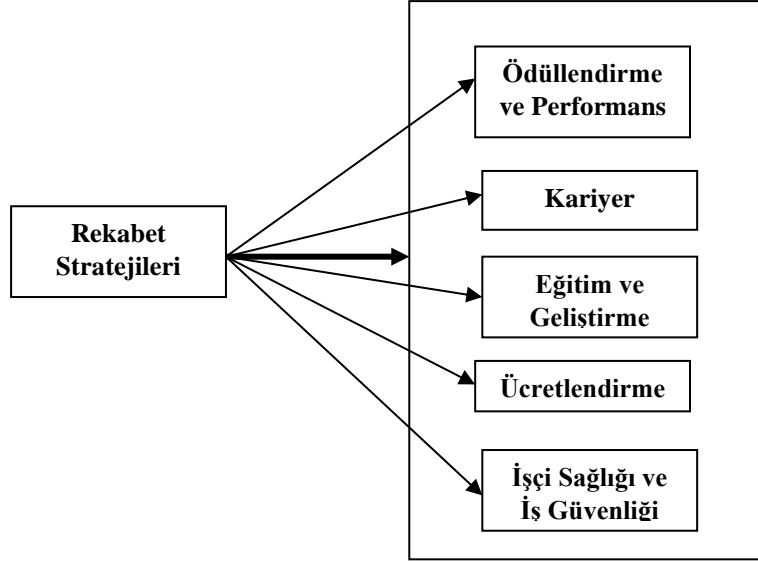 Rekabet
Stratejileri
Ödüllendirme
ve Performans
Kariyer
Eğitim ve
Geliştirme
Ücretlendirme
İşçi Sağlığı ve
İş Güvenliği